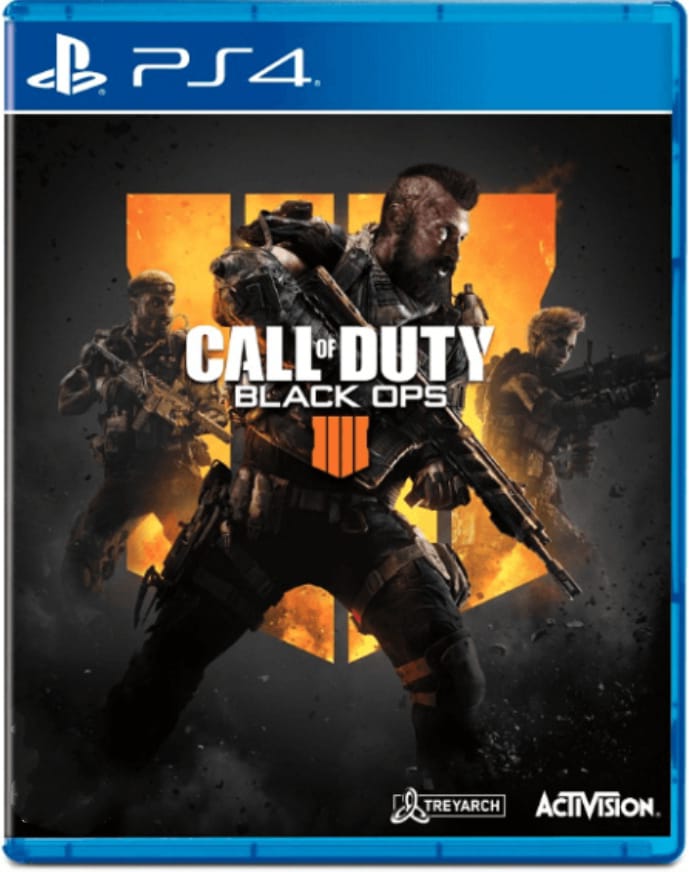 PS4
CALL OF DUTY
BLACK OPS
IIII
TREYARCH
ACTIVISION